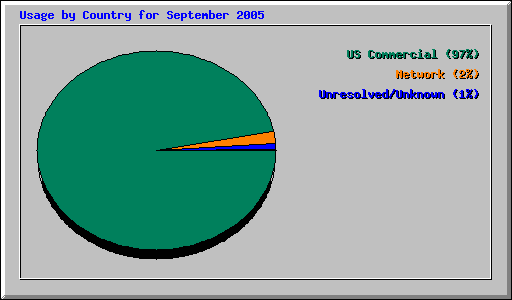 Usage by Country for September 2005
US Commercial (97%)
Network (2%)
Unresolved/Unknown (1%)